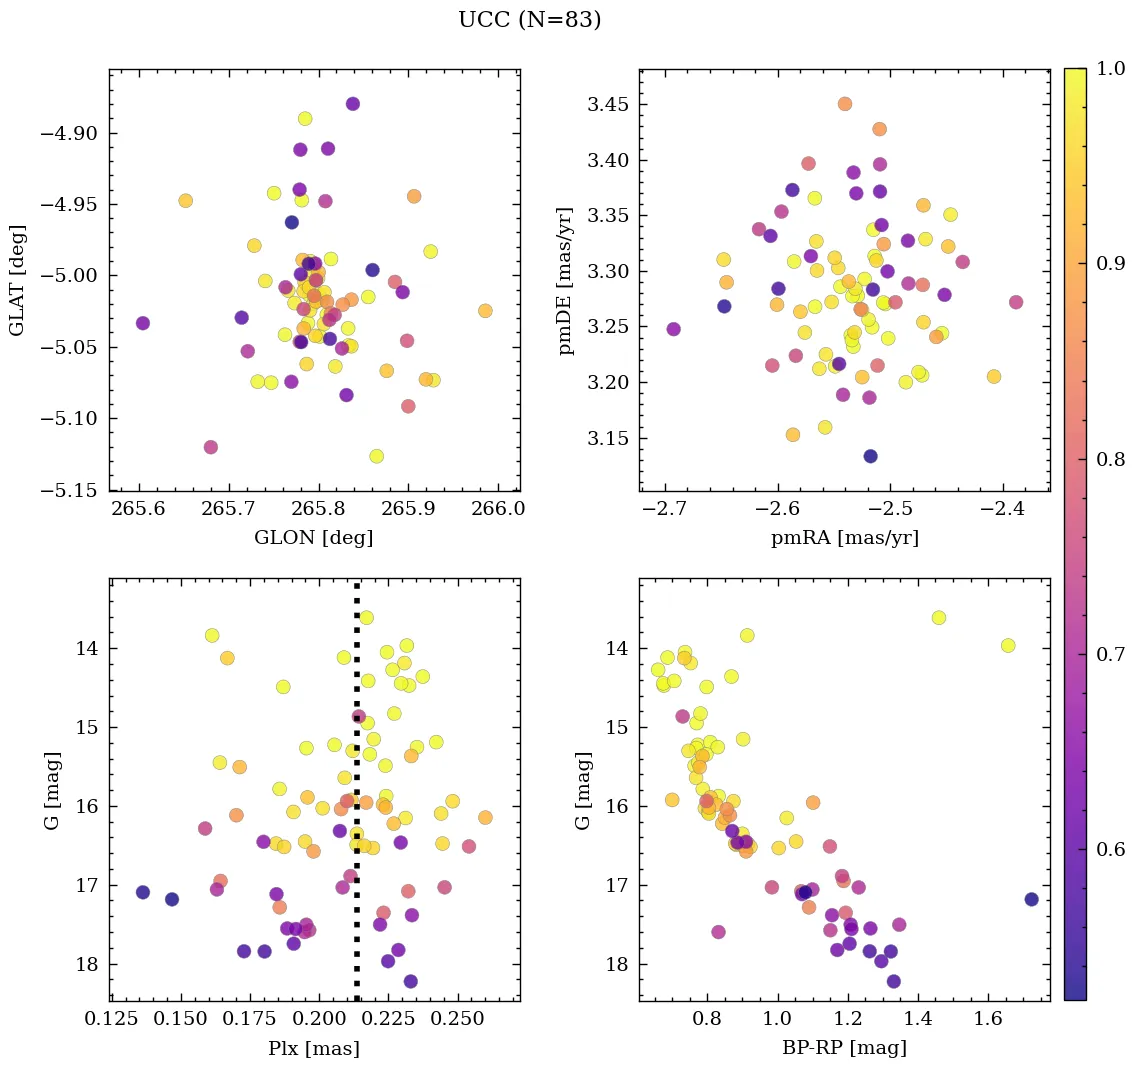 UCC (N=83)
−4.90
−4.95
−5.00
−5.05
−5.10
−5.15
GLAT [deg]
265.6 265.7 265.8 265.9 266.0
GLON [deg]
3.45
3.40
3.35
3.30
3.25
3.20
3.15
pmDE [mas/yr]
−2.7 −2.6 −2.5 −2.4
pmRA [mas/yr]
14
15
16
17
18
G [mag]
0.125 0.150 0.175 0.200 0.225 0.250
Plx [mas]
14
15
16
17
18
G [mag]
0.8 1.0 1.2 1.4 1.6
BP-RP [mag]
1.0
0.9
0.8
0.7
0.6